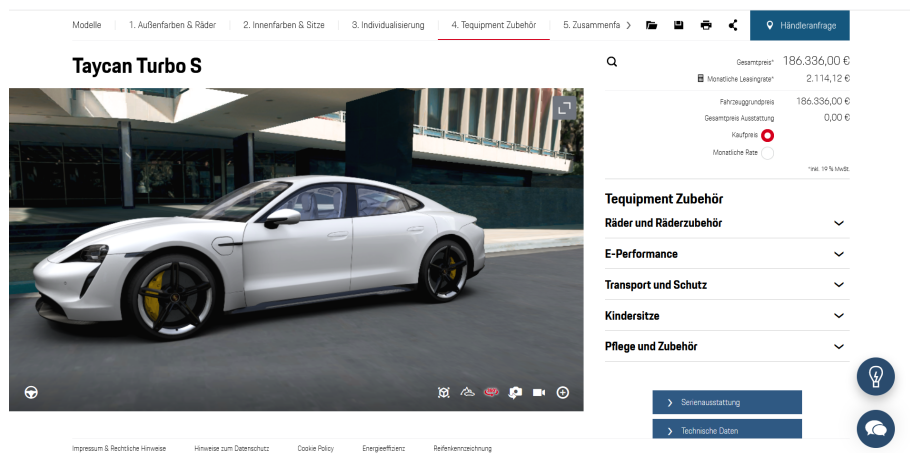 Modelle
1. Außenfarben & Räder
2. Innenfarben & Sitze
3. Individualisierung
4. Tequipment Zubehör
5. Zusammenfa
Händleranfrage
Taycan Turbo S
Gesamtpreis* 186.336,00 €
Monatliche Leasingrate* 2.114,12 €
Fahrzeuggrundpreis 186.336,00 €
Gesamtpreis Ausstattung 0,00 €
Kaufpreis
Monatliche Rate
*inkl. 19 % MwSt.
Tequipment Zubehör
Räder und Räderzubehör
E-Performance
Transport und Schutz
Kindersitze
Pflege und Zubehör
Serienausstattung
Technische Daten
Impressum & Rechtliche Hinweise
Hinweise zum Datenschutz
Cookie Policy
Energieeffizienz
Reifenkennzeichnung